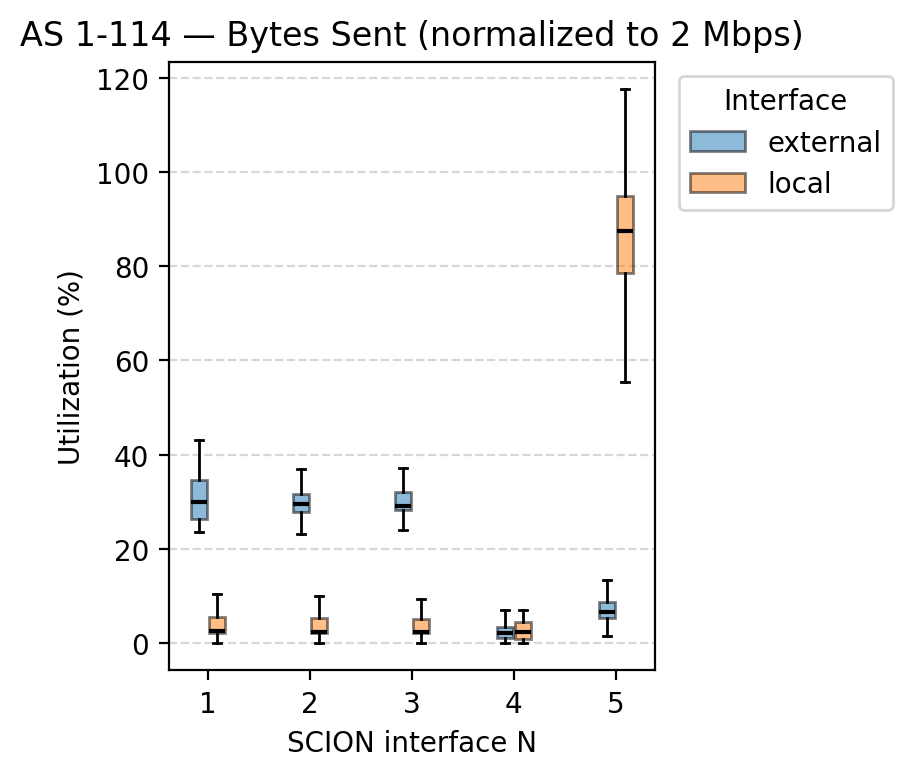 AS 1-114 — Bytes Sent (normalized to 2 Mbps)
Utilization (%)
120
100
80
60
40
20
0
1 2 3 4 5
SCION interface N
Interface
external
local